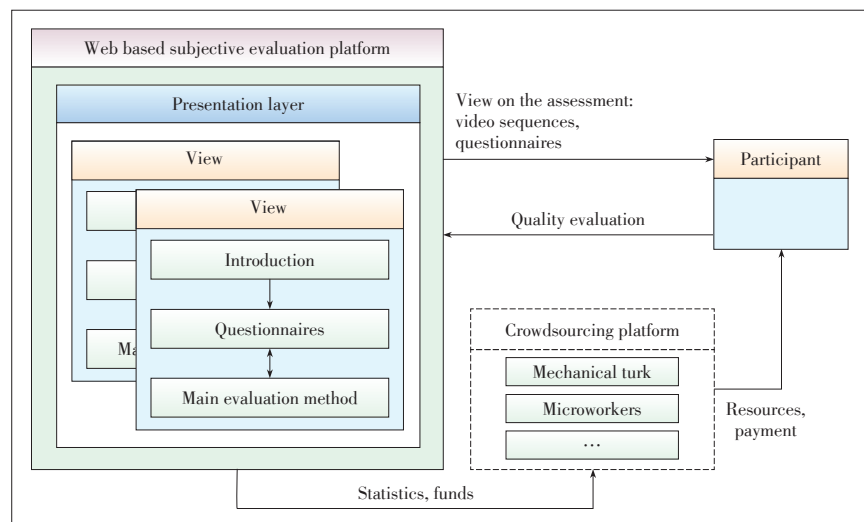 Web based subjective evaluation platform
Presentation layer
View
Ma
View
Introduction
Questionnaires
Main evaluation method
View on the assessment:
video sequences,
questionnaires
Participant
Quality evaluation
Crowdsourcing platform
Mechanical turk
Microworkers
…
Resources,
payment
Statistics, funds